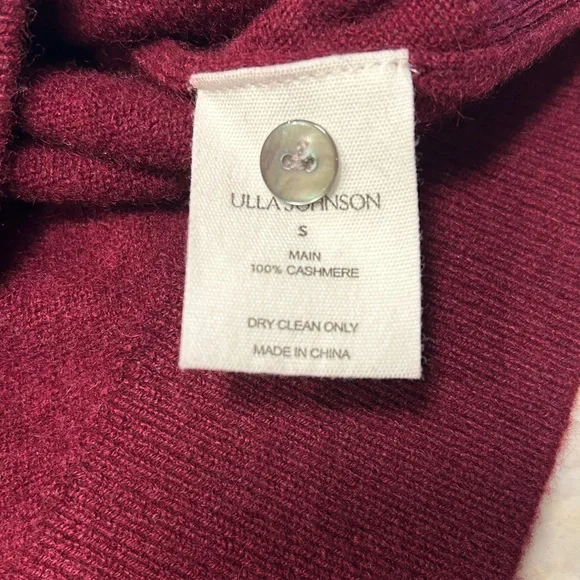 ULLA JOHNSON
S
MAIN
100% CASHMERE
DRY CLEAN ONLY
MADE IN CHINA